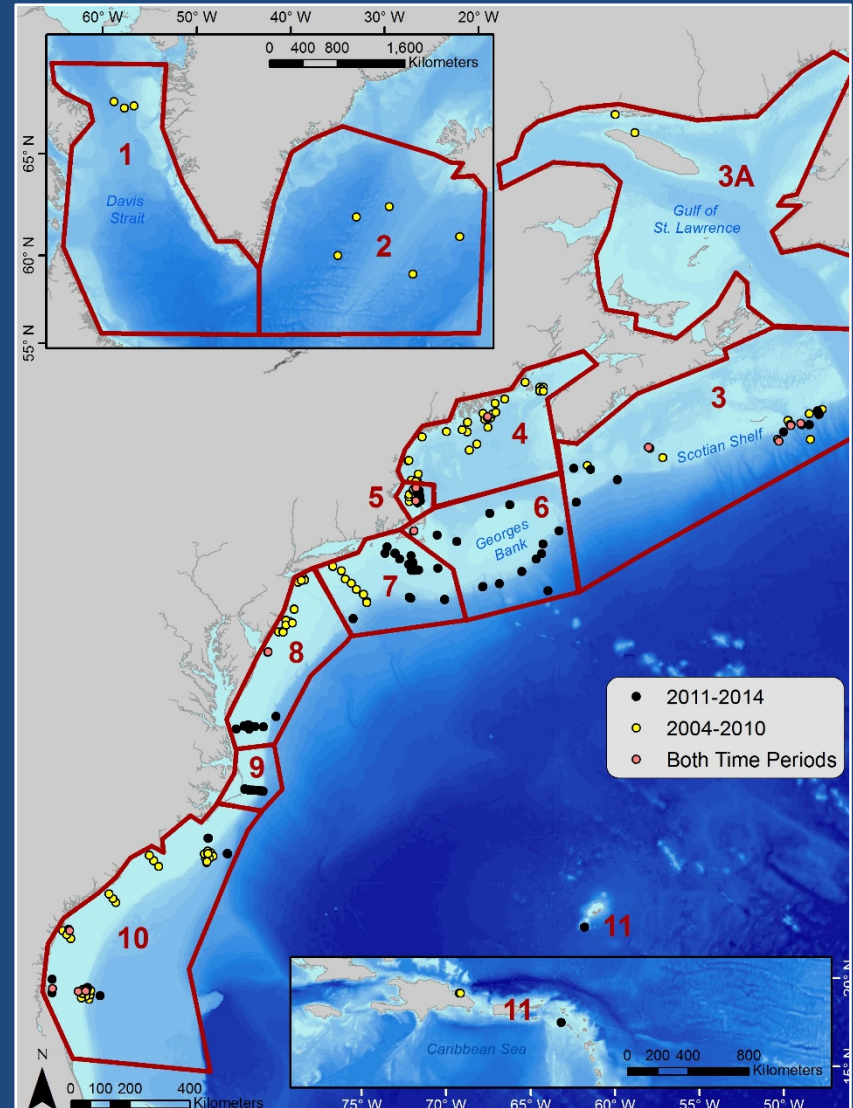 60° W 50° W 40° W 30° W 20° W
0 400 800 1,600
Kilometers
65° N
60° N
55° N
1
Davis
Strait
2
3A
Gulf of
St. Lawrence
3
Scotian Shelf
4
5
6
Georges
Bank
7
8
2011-2014
2004-2010
Both Time Periods
9
10
11
11
Caribbean Sea
0 200 400 800
Kilometers
20° N
15° N
N
0 100 200 400
Kilometers
75° W 70° W 65° W 60° W 55° W 50° W